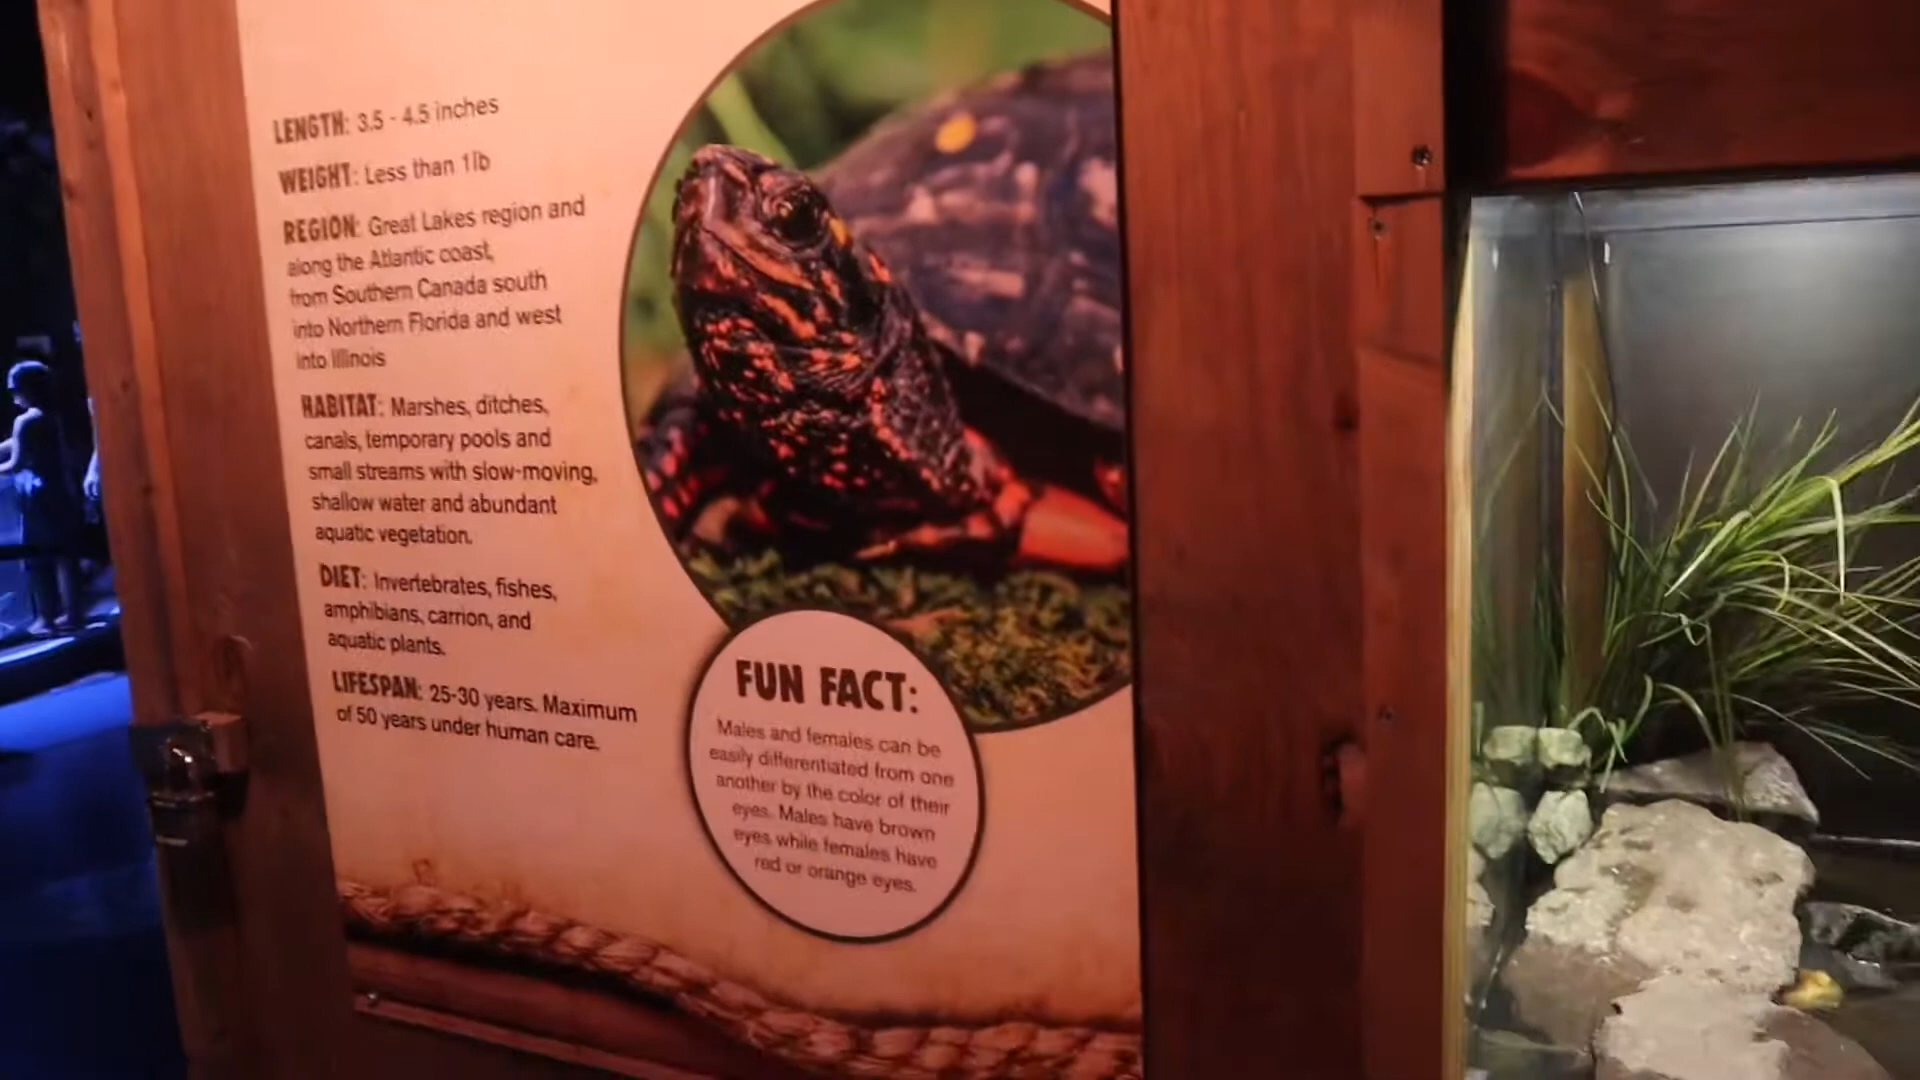 LENGTH: 3.5 - 4.5 inches
WEIGHT: Less than 1lb
REGION: Great Lakes region and
along the Atlantic coast,
from Southern Canada south
into Northern Florida and west
into Illinois
HABITAT: Marshes, ditches,
canals, temporary pools and
small streams with slow-moving,
shallow water and abundant
aquatic vegetation.
DIET: Invertebrates, fishes,
amphibians, carrion, and
aquatic plants.
LIFESPAN: 25-30 years. Maximum
of 50 years under human care.
FUN FACT:
Males and females can be
easily differentiated from one
another by the color of their
eyes. Males have brown
eyes while females have
red or orange eyes.